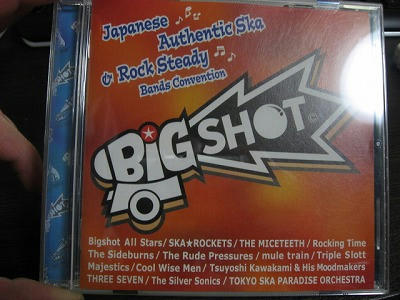 Japanese
Authentic Ska
& Rock Steady
Bands Convention
BiG SHOT
©
Bigshot All Stars / SKA★ROCKETS / THE MICETEETH / Rocking Time
The Sideburns / The Rude Pressures / mule train / Triple Slott
Majestics / Cool Wise Men / Tsuyoshi Kawakami & His Moodmakers
THREE SEVEN / The Silver Sonics / TOKYO SKA PARADISE ORCHESTRA